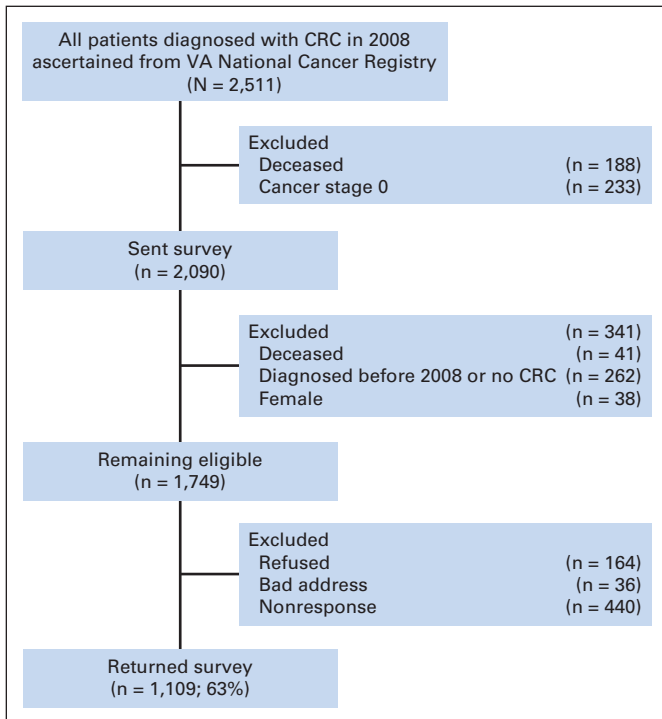 All patients diagnosed with CRC in 2008
ascertained from VA National Cancer Registry
(N = 2,511)
Excluded
Deceased (n = 188)
Cancer stage 0 (n = 233)
Sent survey
(n = 2,090)
Excluded (n = 341)
Deceased (n = 41)
Diagnosed before 2008 or no CRC (n = 262)
Female (n = 38)
Remaining eligible
(n = 1,749)
Excluded
Refused (n = 164)
Bad address (n = 36)
Nonresponse (n = 440)
Returned survey
(n = 1,109; 63%)